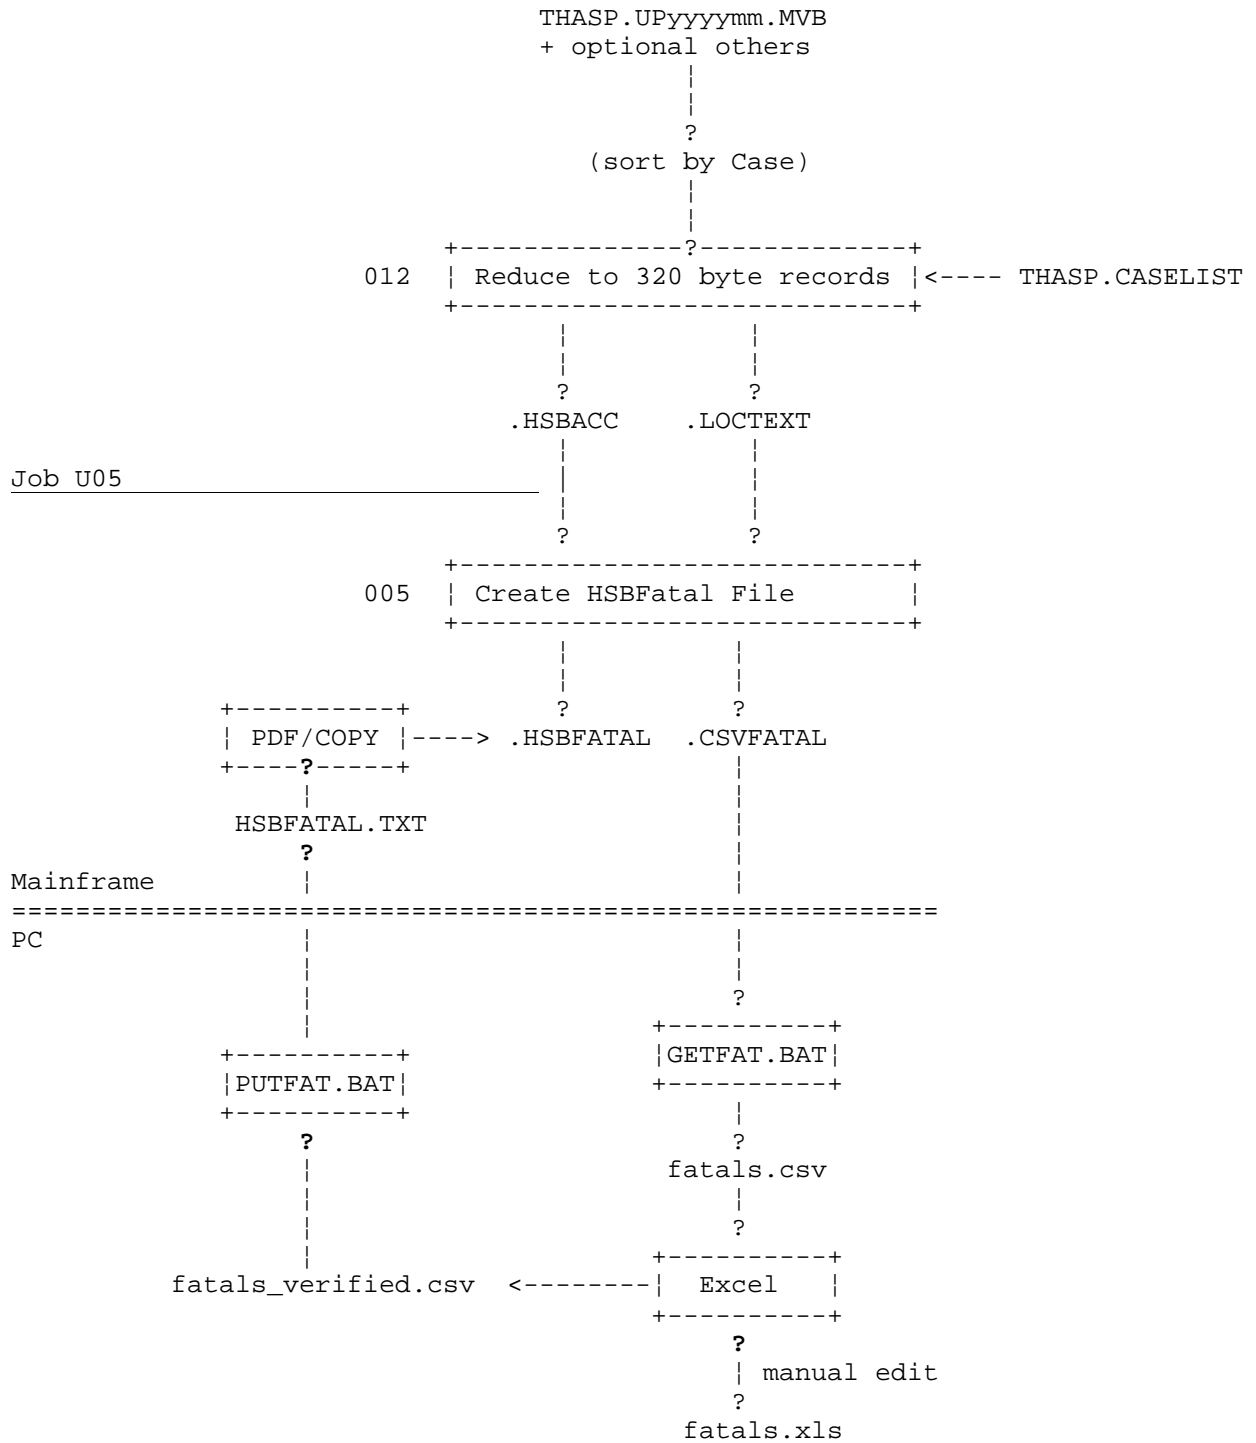 THASP.UPyyyymm.MVB
+ optional others
¦
¦
?
(sort by Case)
¦
¦
+--------------?-------------+
012 ¦ Reduce to 320 byte records ¦<---- THASP.CASELIST
+----------------------------+
¦ ¦
¦ ¦
? ?
.HSBACC .LOCTEXT
¦ ¦
Job U05 | ¦
¦ ¦
? ?
+----------------------------+
005 ¦ Create HSBFatal File ¦
+----------------------------+
¦ ¦
¦ ¦
+----------+ ? ?
¦ PDF/COPY ¦----> .HSBFATAL .CSVFATAL
+----?-----+ ¦
¦ ¦
HSBFATAL.TXT ¦
? ¦
Mainframe ¦ ¦
==========================================================
PC ¦ ¦
¦ ¦
¦ ?
¦ +----------+
+----------+ ¦GETFAT.BAT¦
¦PUTFAT.BAT¦ +----------+
+----------+ ¦
? ?
¦ fatals.csv
¦ ¦
¦ ?
¦ +----------+
fatals_verified.csv <--------¦ Excel ¦
+----------+
?
¦ manual edit
?
fatals.xls